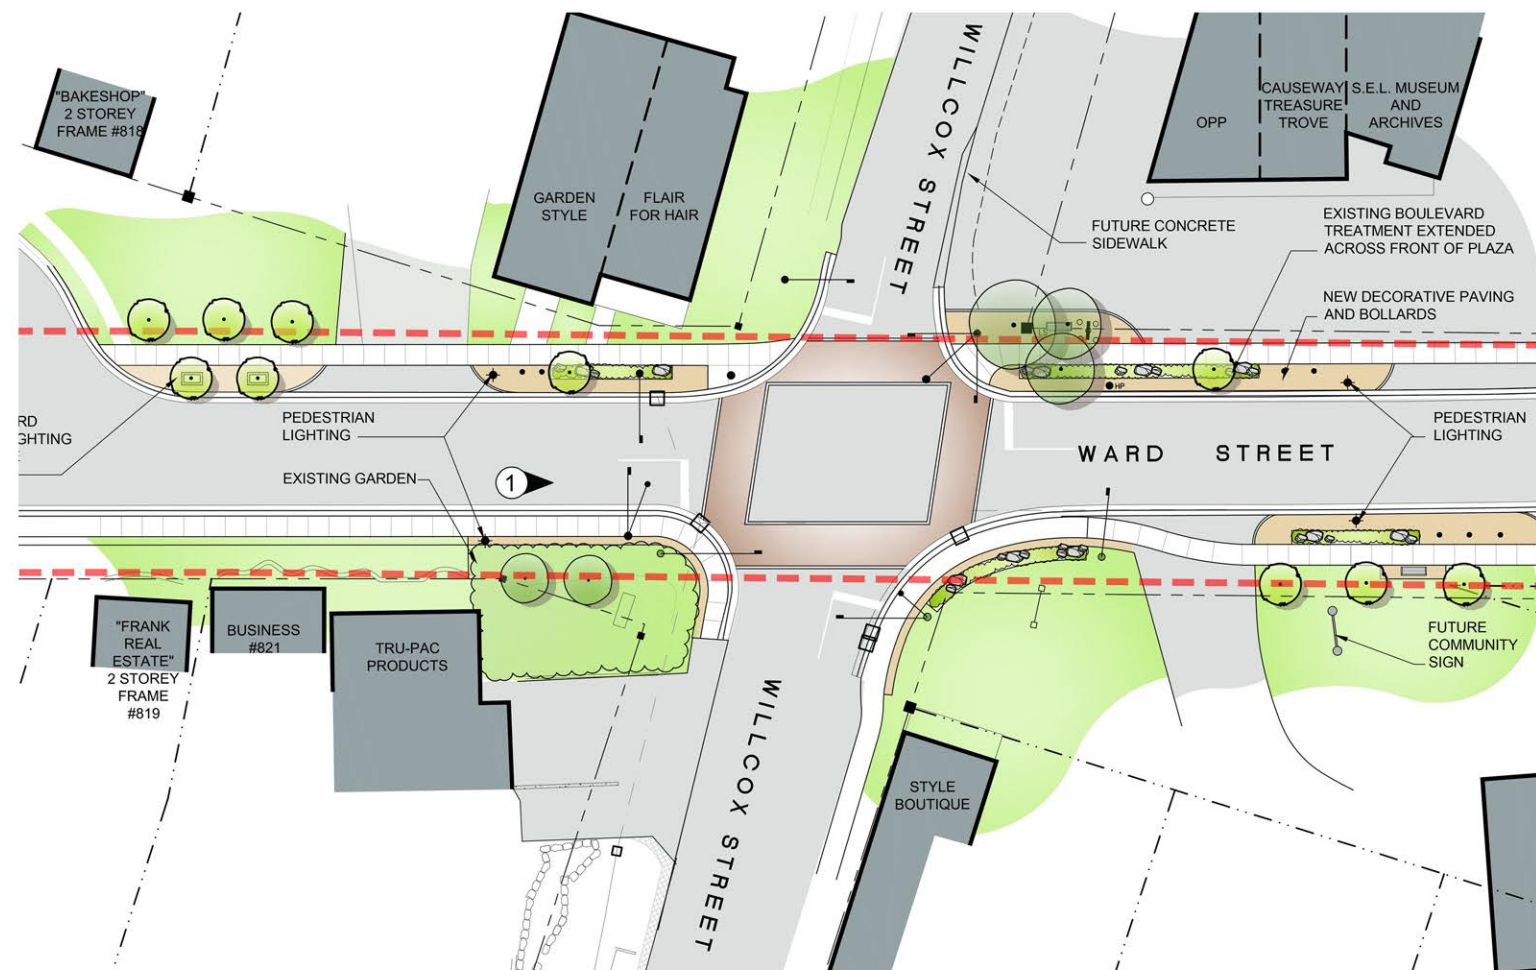 "BAKESHOP"
2 STOREY
FRAME #818
GARDEN
STYLE
FLAIR
FOR HAIR
WILLCOX STREET
OPP
CAUSEWAY
TREASURE
TROVE
S.E.L. MUSEUM
AND
ARCHIVES
FUTURE CONCRETE
SIDEWALK
EXISTING BOULEVARD
TREATMENT EXTENDED
ACROSS FRONT OF PLAZA
NEW DECORATIVE PAVING
AND BOLLARDS
HP
RD
GHTING
PEDESTRIAN
LIGHTING
EXISTING GARDEN
1
WARD STREET
PEDESTRIAN
LIGHTING
"FRANK
REAL
ESTATE"
2 STOREY
FRAME
#819
BUSINESS
#821
TRU-PAC
PRODUCTS
WILLCOX STREET
STYLE
BOUTIQUE
FUTURE
COMMUNITY
SIGN